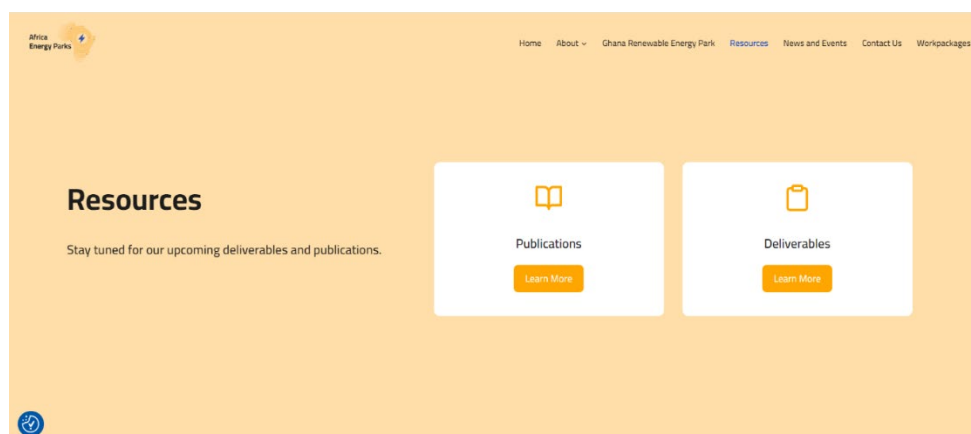 Africa
Energy Parks
Home About Ghana Renewable Energy Park Resources News and Events Contact Us Workpackages
Resources
Stay tuned for our upcoming deliverables and publications.
Publications
Learn More
Deliverables
Learn More